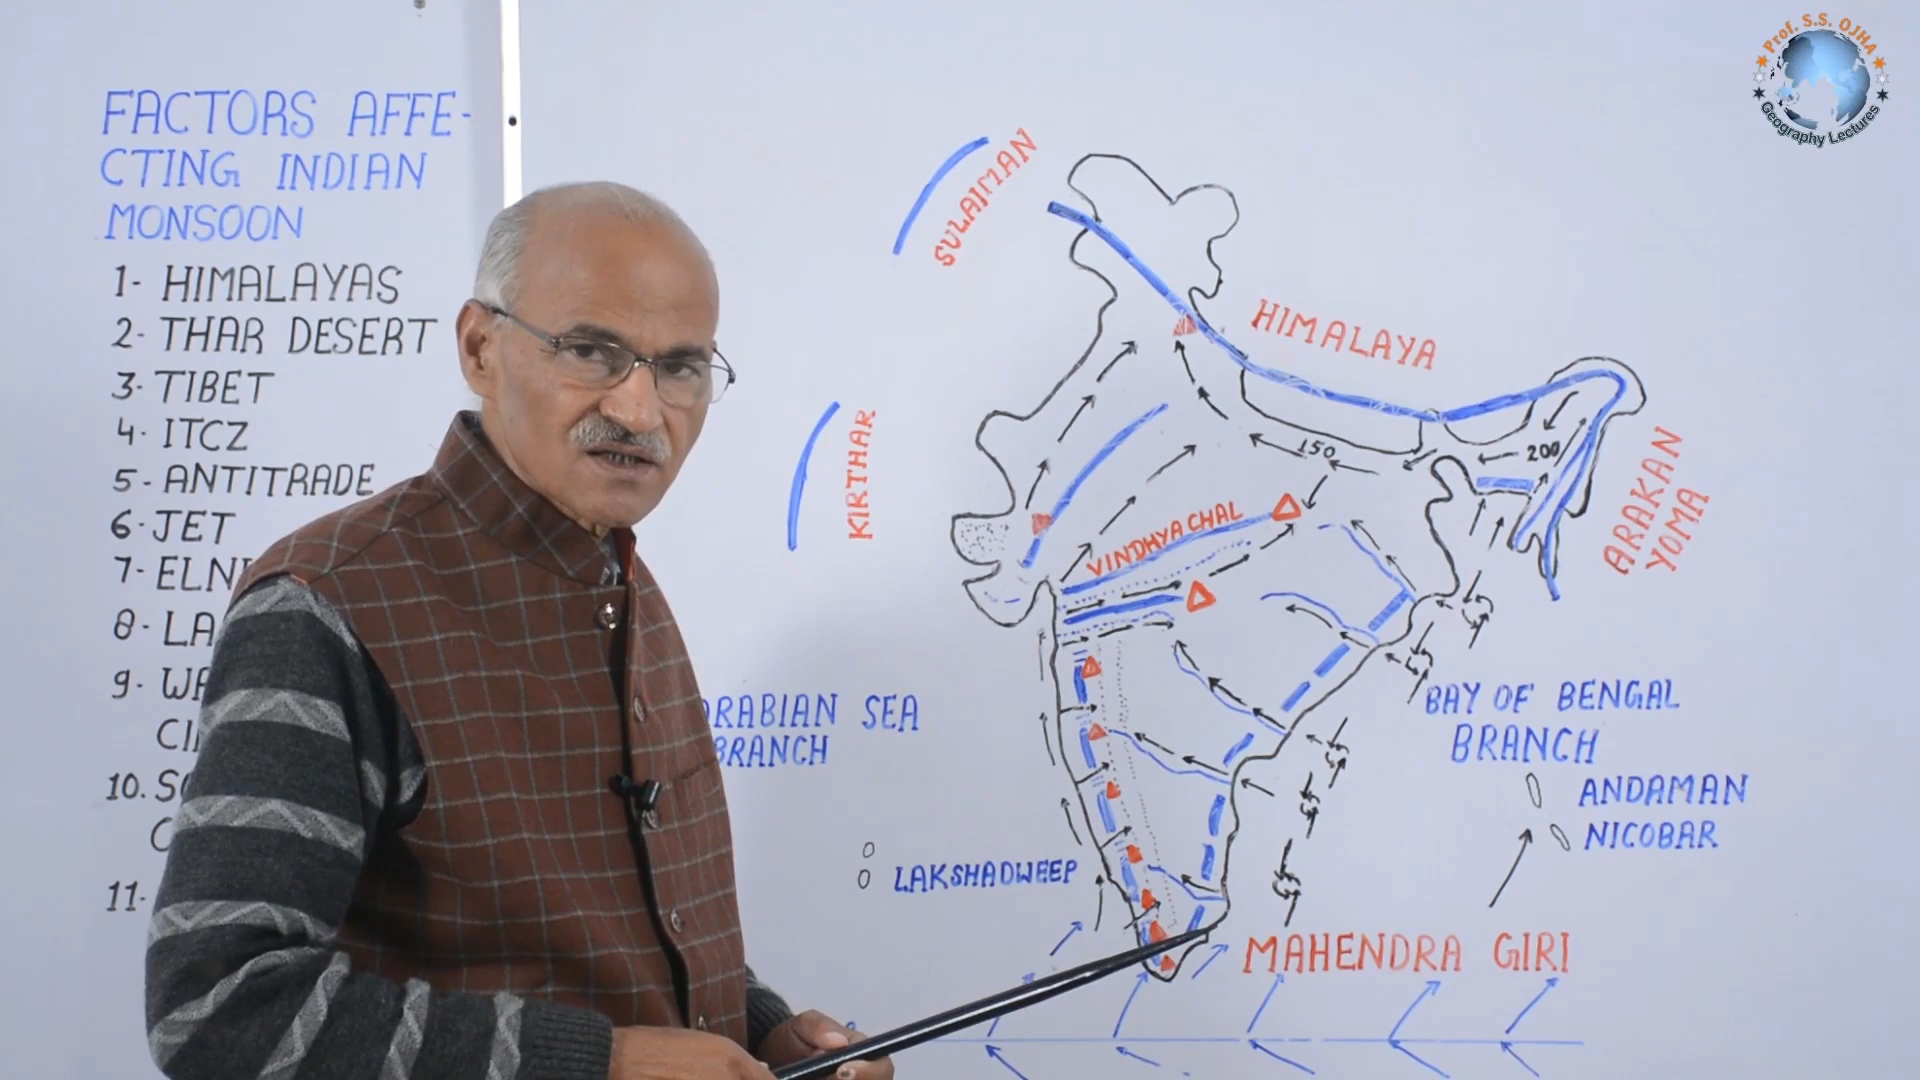 FACTORS AFFE-
CTING INDIAN
MONSOON
1- HIMALAYAS
2- THAR DESERT
3- TIBET
4- ITCZ
5- ANTITRADE
6- JET
7- ELN
8- LA
9- WA
CI
10. S
11-
SULAIMAN
KIRTHAR
HIMALAYA
ARAKAN
YOMA
150
200
VINDHYACHAL
ARABIAN SEA
BRANCH
BAY OF BENGAL
BRANCH
ANDAMAN
NICOBAR
LAKSHADWEEP
MAHENDRA GIRI
Prof. S.S. OJHA
Geography Lectures